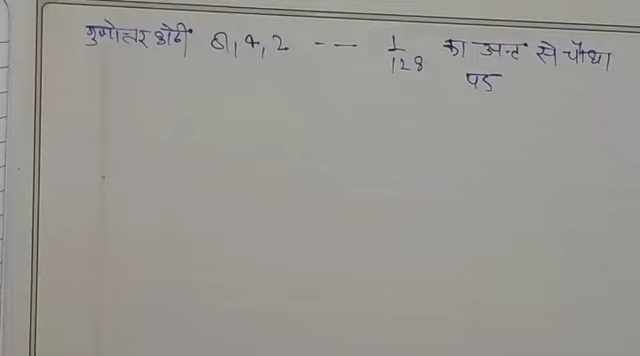 गुणोत्तर श्रेढी 8, 4, 2 --- 1/128 का अन्त से चौथा
पद